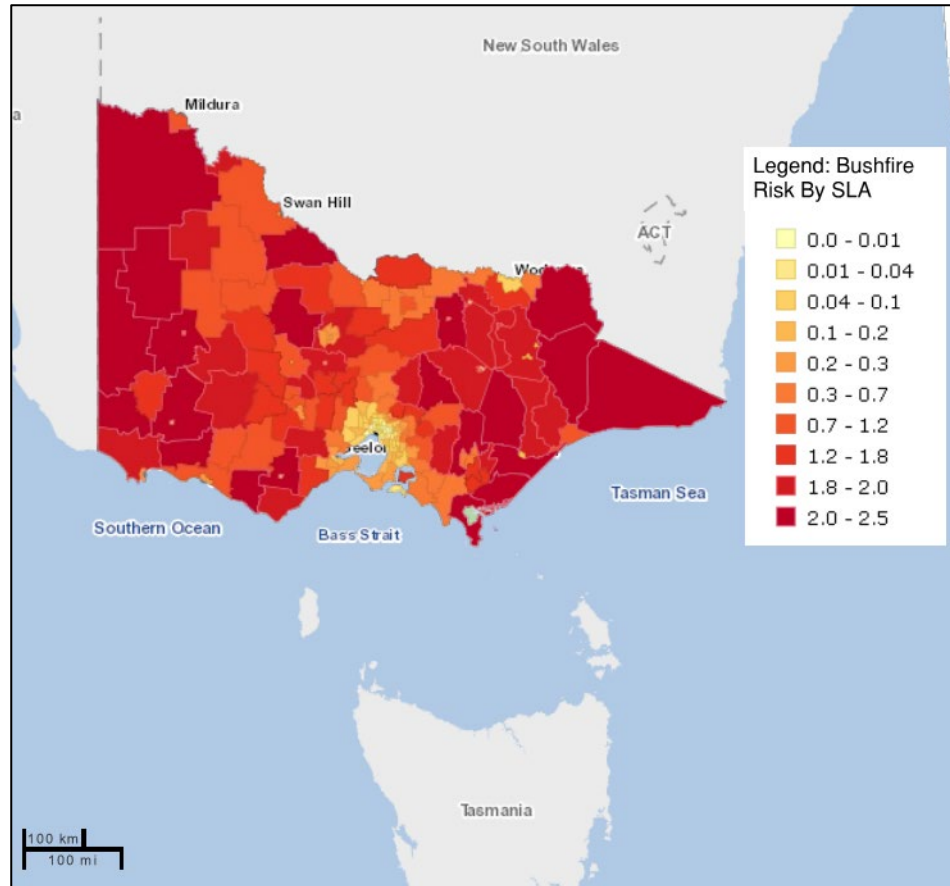 New South Wales
Mildura
a
Legend: Bushfire
Risk By SLA
Swan Hill
ACT
0.0 - 0.01
0.01 - 0.04
0.04 - 0.1
0.1 - 0.2
0.2 - 0.3
0.3 - 0.7
0.7 - 1.2
1.2 - 1.8
1.8 - 2.0
2.0 - 2.5
Tasman Sea
Southern Ocean
Bass Strait
Tasmania
100 km
100 mi